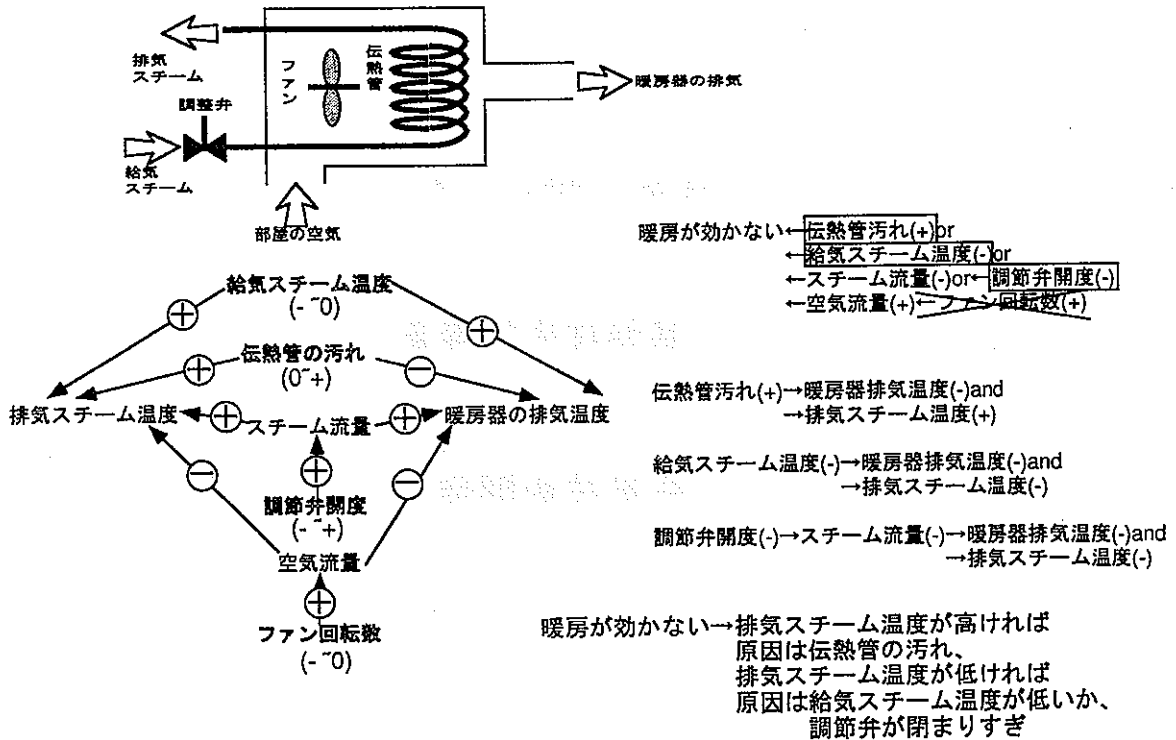 排気
スチーム
調整弁
給気
スチーム
ファン
伝熱管
暖房器の排気
部屋の空気
給気スチーム温度
(-~0)
+
+
伝熱管の汚れ
(0~+)
+
−
排気スチーム温度
+
スチーム流量
+
暖房器の排気温度
−
+
−
調節弁開度
(-~+)
空気流量
+
ファン回転数
(-~0)
暖房が効かない←伝熱管汚れ(+)or
←給気スチーム温度(-)or
←スチーム流量(-)or←調節弁開度(-)
←空気流量(+)←ファン回転数(+)
伝熱管汚れ(+)→暖房器排気温度(-)and
→排気スチーム温度(+)
給気スチーム温度(-)→暖房器排気温度(-)and
→排気スチーム温度(-)
調節弁開度(-)→スチーム流量(-)→暖房器排気温度(-)and
→排気スチーム温度(-)
暖房が効かない→排気スチーム温度が高ければ
原因は伝熱管の汚れ、
排気スチーム温度が低ければ
原因は給気スチーム温度が低いか、
調節弁が閉まりすぎ